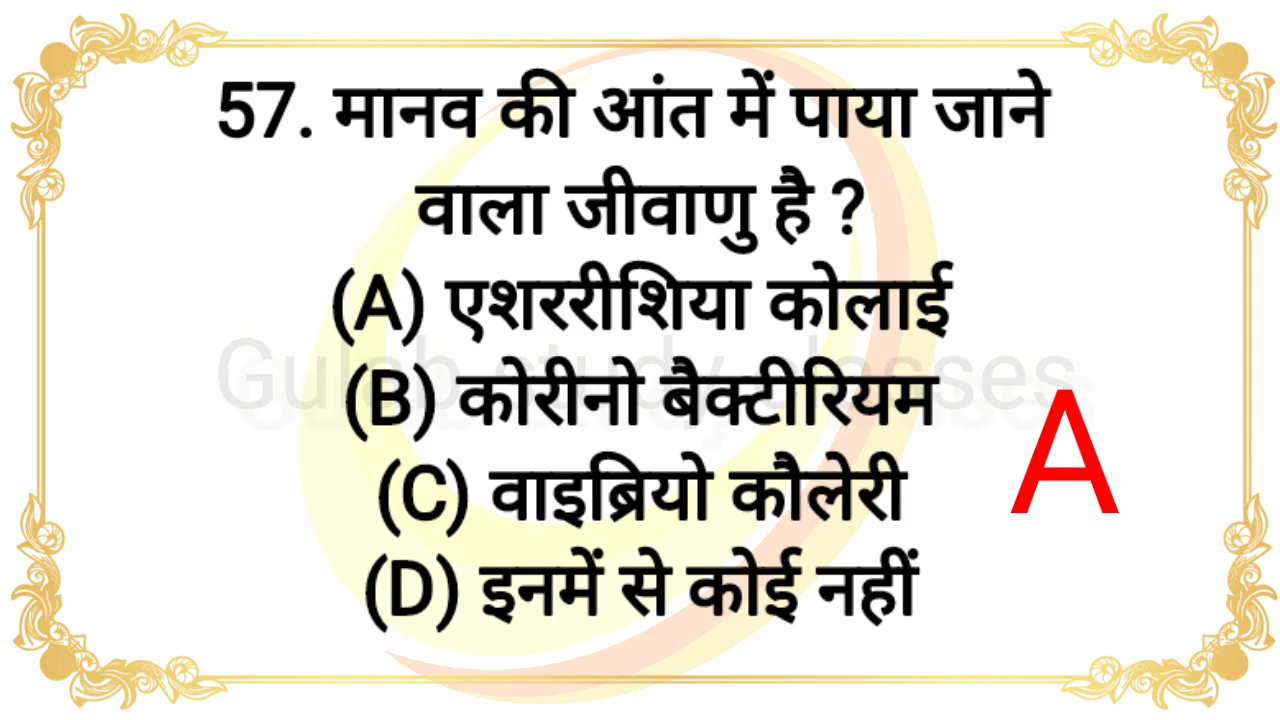 57. मानव की आंत में पाया जाने
वाला जीवाणु है ?
(A) एशररीशिया कोलाई
(B) कोरीनो बैक्टीरियम
(C) वाइब्रियो कौलेरी
(D) इनमें से कोई नहीं
A
Gulab study classes